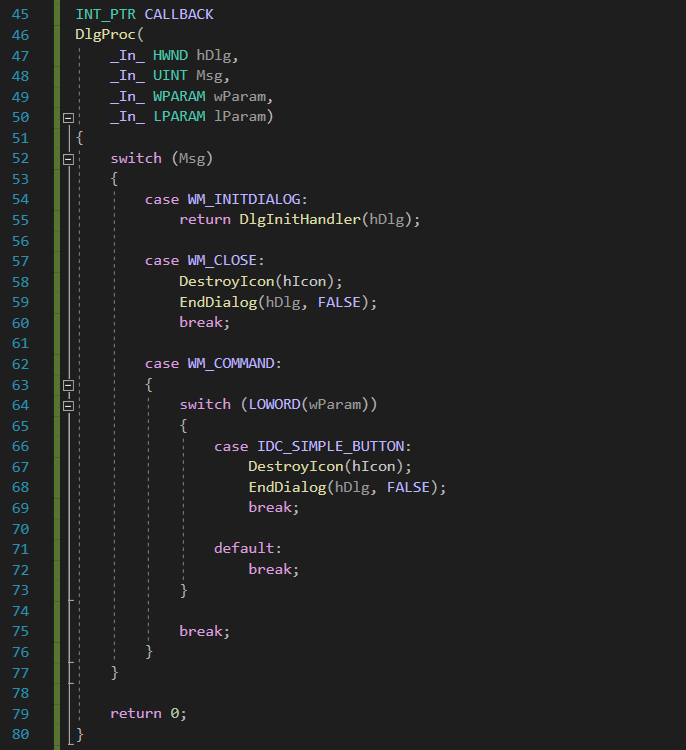 45 INT_PTR CALLBACK
46 DlgProc(
47     _In_ HWND hDlg,
48     _In_ UINT Msg,
49     _In_ WPARAM wParam,
50     _In_ LPARAM lParam)
51 {
52     switch (Msg)
53     {
54         case WM_INITDIALOG:
55             return DlgInitHandler(hDlg);
56
57         case WM_CLOSE:
58             DestroyIcon(hIcon);
59             EndDialog(hDlg, FALSE);
60             break;
61
62         case WM_COMMAND:
63         {
64             switch (LOWORD(wParam))
65             {
66                 case IDC_SIMPLE_BUTTON:
67                     DestroyIcon(hIcon);
68                     EndDialog(hDlg, FALSE);
69                     break;
70
71                 default:
72                     break;
73             }
74
75             break;
76         }
77     }
78
79     return 0;
80 }